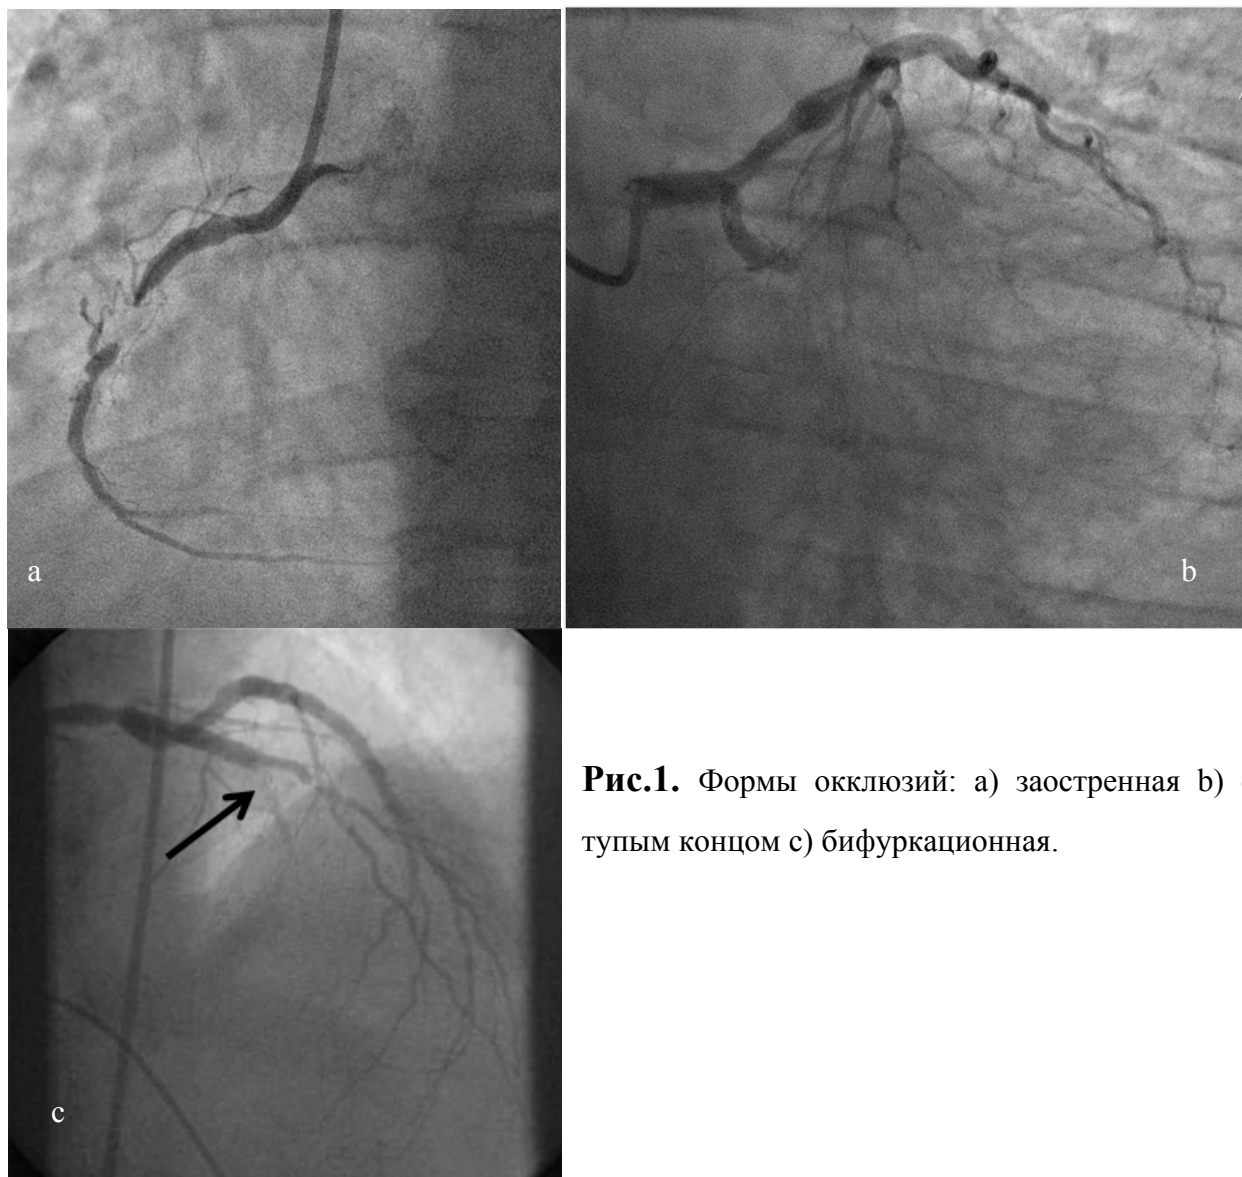 a
b
c
Рис.1. Формы окклюзий: a) заостренная b)
тупым концом c) бифуркационная.